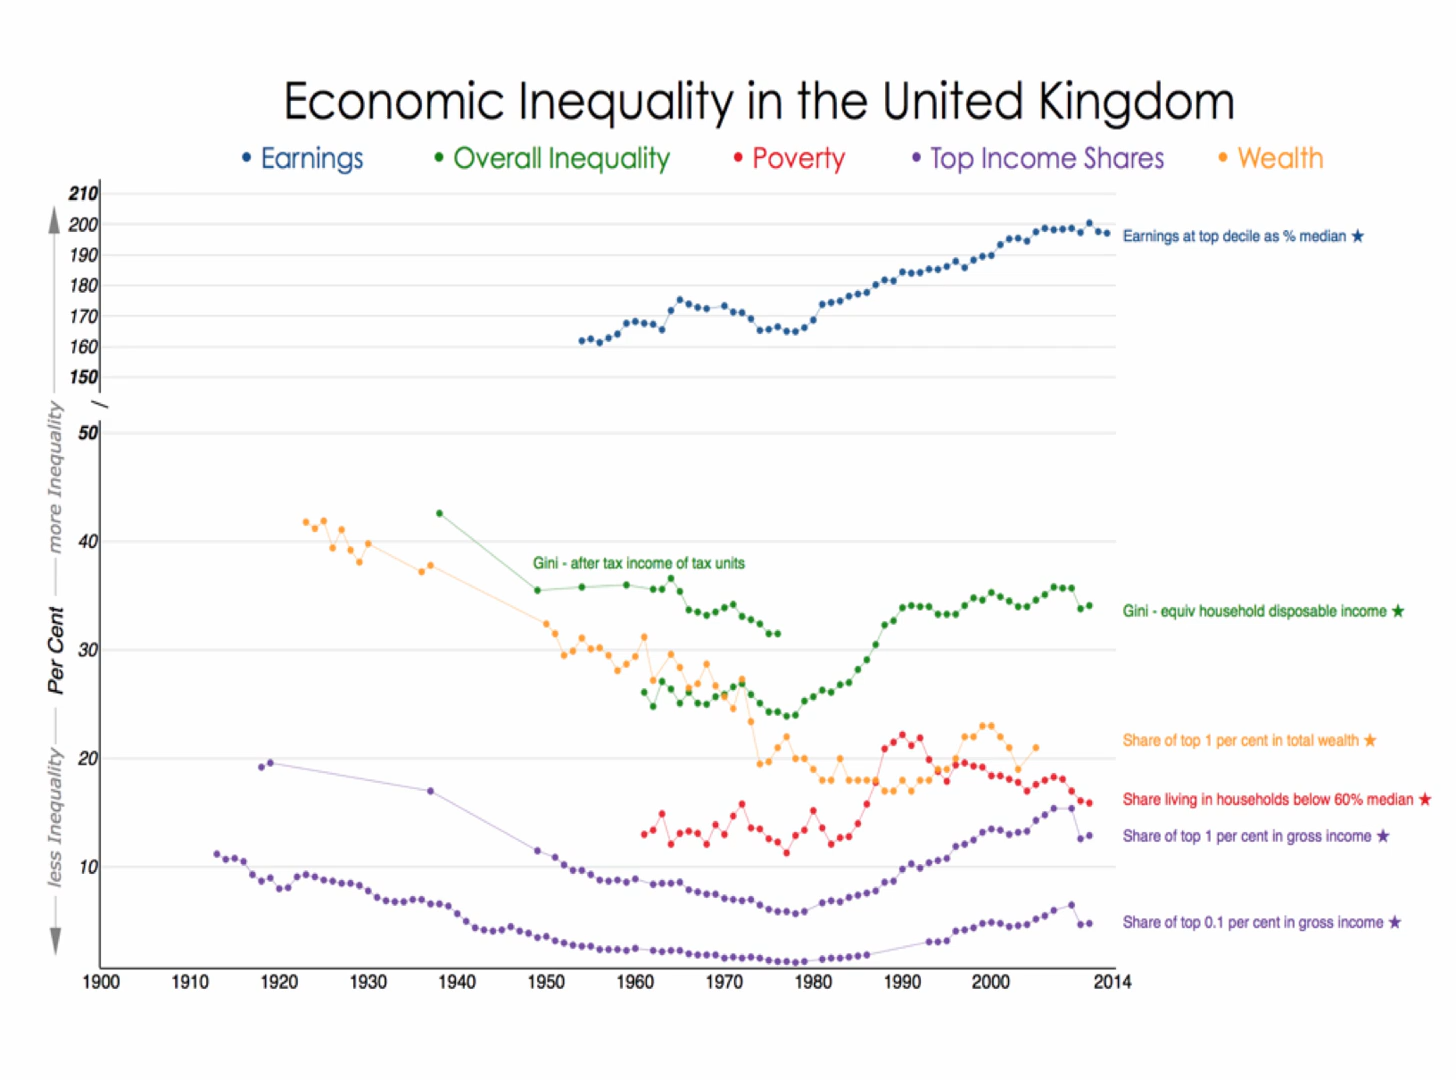 Economic Inequality in the United Kingdom
• Earnings • Overall Inequality • Poverty • Top Income Shares • Wealth
210
200
190
180
170
160
150
50
40
30
20
10
less Inequality Per Cent more Inequality
Earnings at top decile as % median ★
Gini - after tax income of tax units
Gini - equiv household disposable income ★
Share of top 1 per cent in total wealth ★
Share living in households below 60% median ★
Share of top 1 per cent in gross income ★
Share of top 0.1 per cent in gross income ★
1900 1910 1920 1930 1940 1950 1960 1970 1980 1990 2000 2014